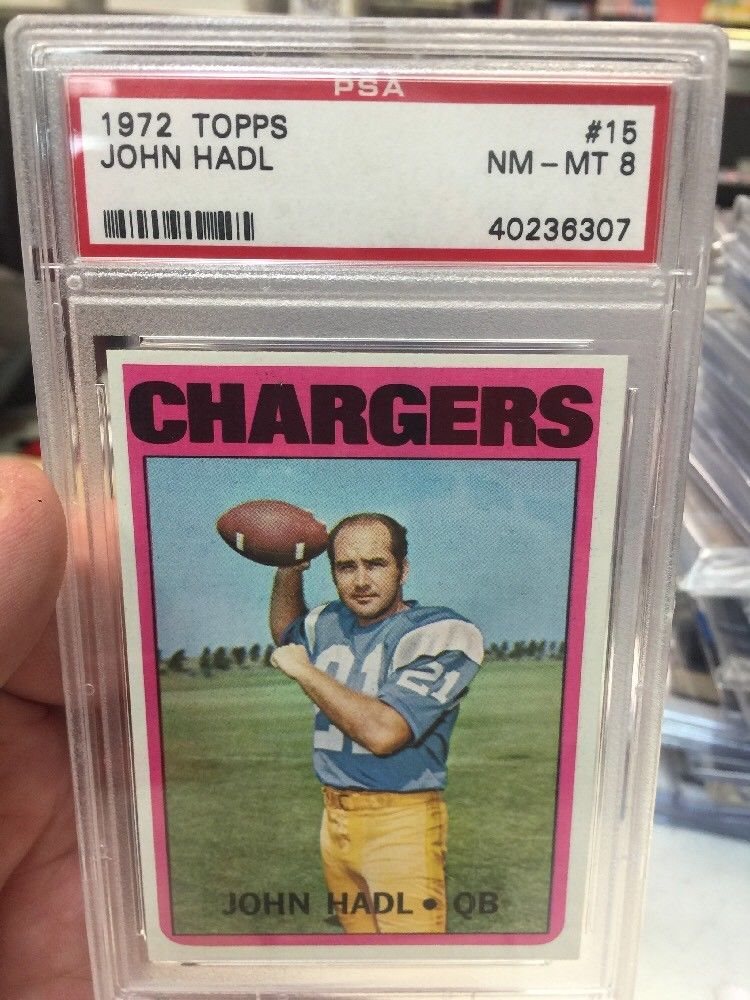 PSA
1972 TOPPS #15
JOHN HADL NM-MT 8
40236307
CHARGERS
21
21
JOHN HADL • QB